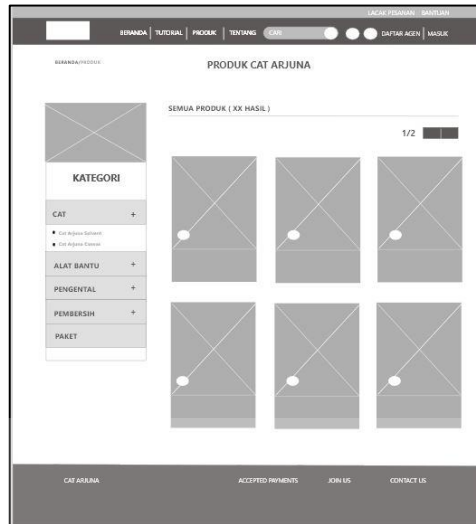 LACAK PESANAN BANTUAN
BERANDA | TUTORIAL | PRODUK | TENTANG CARI DAFTAR AGEN | MASUK
BERANDA/PRODUK
PRODUK CAT ARJUNA
SEMUA PRODUK ( XX HASIL )
1/2
KATEGORI
CAT +
Cat Arjuna Solvent
Cat Arjuna
ALAT BANTU +
PENGENTAL +
PEMBERSIH +
PAKET
CAT ARJUNA ACCEPTED PAYMENTS JOIN US CONTACT US